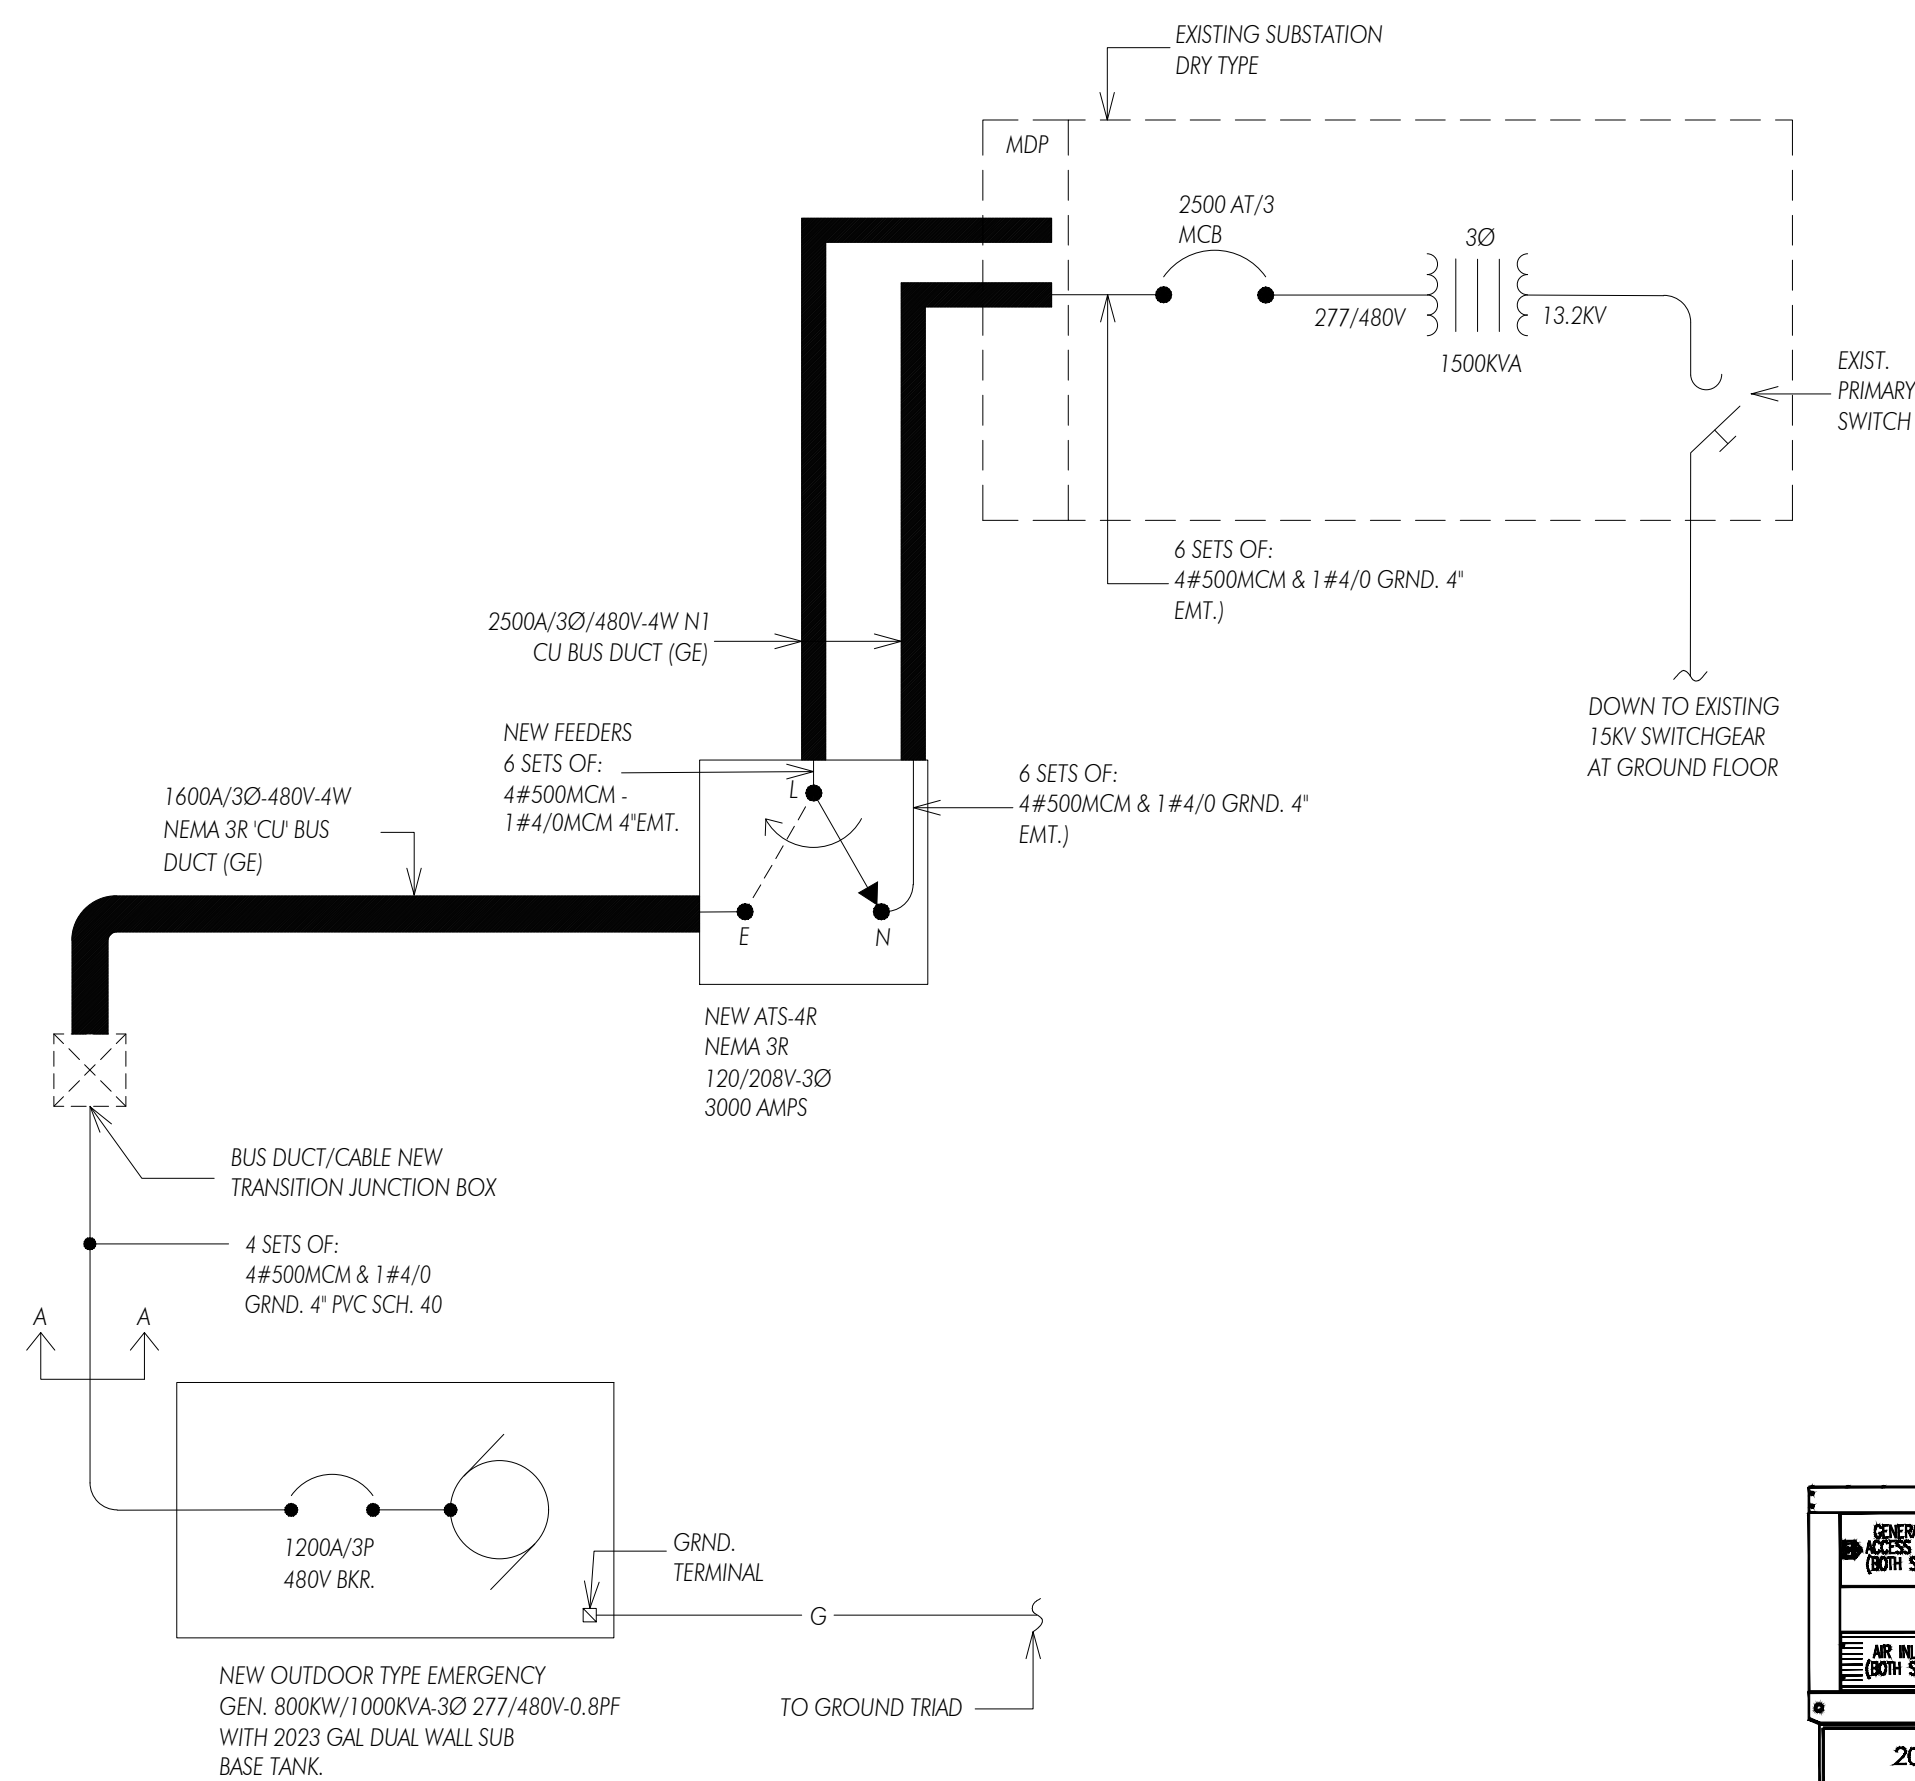 EXISTING SUBSTATION
DRY TYPE
MDP
2500 AT/3
MCB
3Ø
277/480V
13.2KV
1500KVA
EXIST.
PRIMARY
SWITCH
6 SETS OF:
4#500MCM & 1#4/0 GRND. 4"
EMT.)
2500A/3Ø/480V-4W N1
CU BUS DUCT (GE)
DOWN TO EXISTING
15KV SWITCHGEAR
AT GROUND FLOOR
NEW FEEDERS
6 SETS OF:
4#500MCM -
1#4/0MCM 4"EMT.
L
6 SETS OF:
4#500MCM & 1#4/0 GRND. 4"
EMT.)
1600A/3Ø-480V-4W
NEMA 3R 'CU' BUS
DUCT (GE)
E
N
NEW ATS-4R
NEMA 3R
120/208V-3Ø
3000 AMPS
BUS DUCT/CABLE NEW
TRANSITION JUNCTION BOX
4 SETS OF:
4#500MCM & 1#4/0
GRND. 4" PVC SCH. 40
A
A
1200A/3P
480V BKR.
GRND.
TERMINAL
G
TO GROUND TRIAD
NEW OUTDOOR TYPE EMERGENCY
GEN. 800KW/1000KVA-3Ø 277/480V-0.8PF
WITH 2023 GAL DUAL WALL SUB
BASE TANK.
ACCESS
(BOTH
AIR
(BOTH